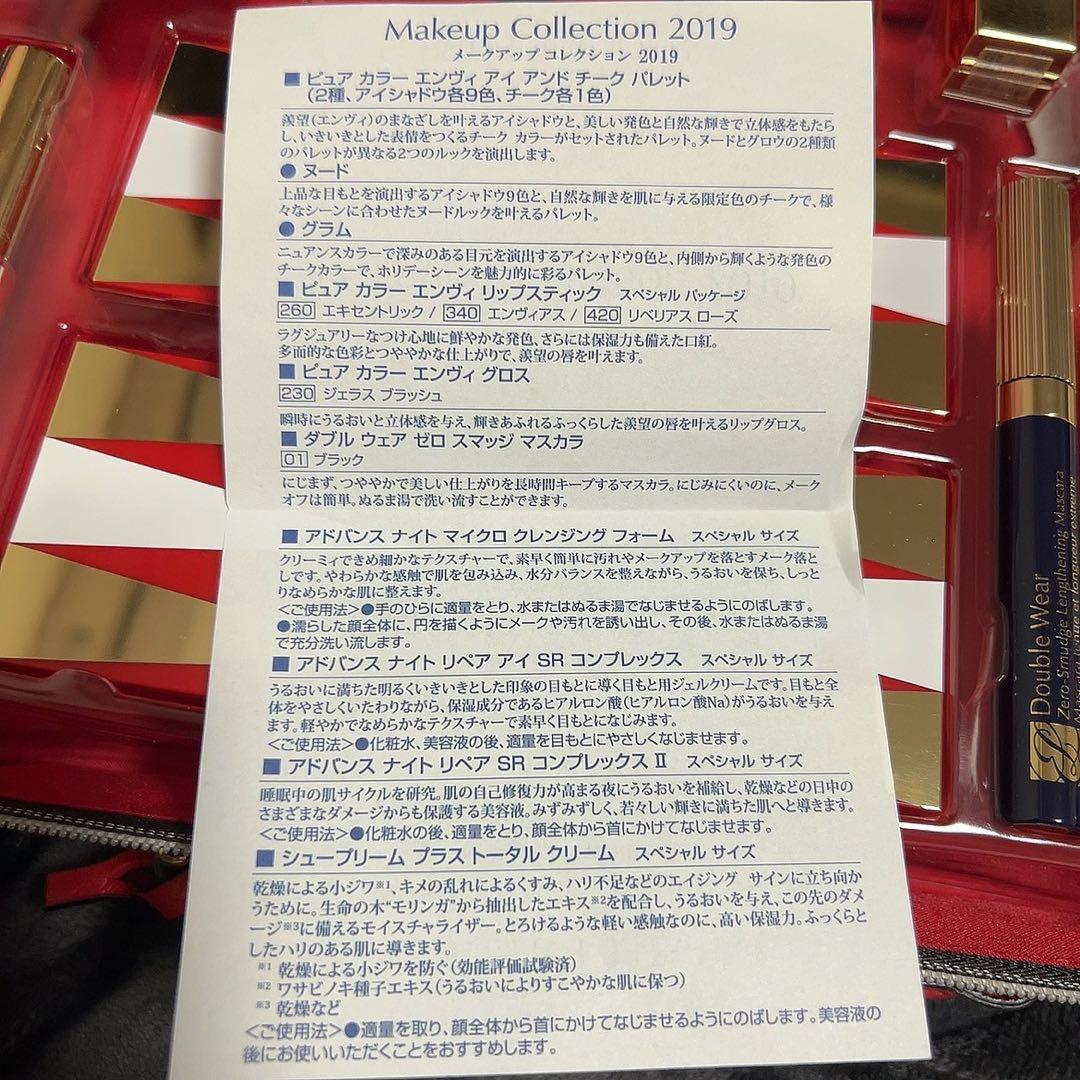 Makeup Collection 2019
メークアップ コレクション 2019
■ ピュア カラー エンヴィ アイ アンド チーク パレット
(2種、アイシャドウ各9色、チーク各1色)
羨望(エンヴィ)のまなざしを叶えるアイシャドウと、美しい発色と自然な輝きで立体感をもたら
し、いきいきとした表情をつくるチーク カラーがセットされたパレット。ヌードとグロウの2種類
のパレットが異なる2つのルックを演出します。
● ヌード
上品な目もとを演出するアイシャドウ9色と、自然な輝きを肌に与える限定色のチークで、様
々なシーンに合わせたヌードルックを叶えるパレット。
● グラム
ニュアンスカラーで深みのある目元を演出するアイシャドウ9色と、内側から輝くような発色の
チークカラーで、ホリデーシーンを魅力的に彩るパレット。
■ ピュア カラー エンヴィ リップスティック スペシャル パッケージ
260 エキセントリック / 340 エンヴィアス / 420 リベリアス ローズ
ラグジュアリーなつけ心地に鮮やかな発色、さらには保湿力も備えた口紅。
多面的な色彩とつややかな仕上がりで、羨望の唇を叶えます。
■ ピュア カラー エンヴィ グロス
230 ジェラス ブラッシュ
瞬時にうるおいと立体感を与え、輝きあふれるふっくらした羨望の唇を叶えるリップグロス。
■ ダブル ウェア ゼロ スマッジ マスカラ
01 ブラック
にじまず、つややかで美しい仕上がりを長時間キープするマスカラ。にじみにくいのに、メーク
オフは簡単。ぬるま湯で洗い流すことができます。
■ アドバンス ナイト マイクロ クレンジング フォーム スペシャル サイズ
クリーミィできめ細かなテクスチャーで、素早く簡単に汚れやメークアップを落とすメーク落と
しです。やわらかな感触で肌を包み込み、水分バランスを整えながら、うるおいを保ち、しっと
りなめらかな肌に整えます。
<ご使用法>●手のひらに適量をとり、水またはぬるま湯でなじませるようにのばします。
●濡らした顔全体に、円を描くようにメークや汚れを誘い出し、その後、水またはぬるま湯
で充分洗い流します。
■ アドバンス ナイト リペア アイ SR コンプレックス スペシャル サイズ
うるおいに満ちた明るくいきいきとした印象の目もとに導く目もと用ジェルクリームです。目もと全
体をやさしくいたわりながら、保湿成分であるヒアルロン酸(ヒアルロン酸Na)がうるおいを与え
ます。軽やかでなめらかなテクスチャーで素早く目もとになじみます。
<ご使用法>●化粧水、美容液の後、適量を目もとにやさしくなじませます。
■ アドバンス ナイト リペア SR コンプレックス Ⅱ スペシャル サイズ
睡眠中の肌サイクルを研究。肌の自己修復力が高まる夜にうるおいを補給し、乾燥などの日中の
さまざまなダメージからも保護する美容液。みずみずしく、若々しい輝きに満ちた肌へと導きます。
<ご使用法>●化粧水の後、適量をとり、顔全体から首にかけてなじませます。
■ シュープリーム プラス トータル クリーム スペシャル サイズ
乾燥による小ジワ※1、キメの乱れによるくすみ、ハリ不足などのエイジング サインに立ち向か
うために。生命の木"モリンガ"から抽出したエキス※2を配合し、うるおいを与え、この先のダメ
ージ※3に備えるモイスチャライザー。とろけるような軽い感触なのに、高い保湿力。ふっくらと
したハリのある肌に導きます。
※1 乾燥による小ジワを防ぐ(効能評価試験済)
※2 ワサビノキ種子エキス(うるおいによりすこやかな肌に保つ)
※3 乾燥など
<ご使用法>●適量を取り、顔全体から首にかけてなじませるようにのばします。美容液の
後にお使いいただくことをおすすめします。
Double Wear
Zero-Smudge Lengthening Mascara
Mascara longue tenue et longueur extrême